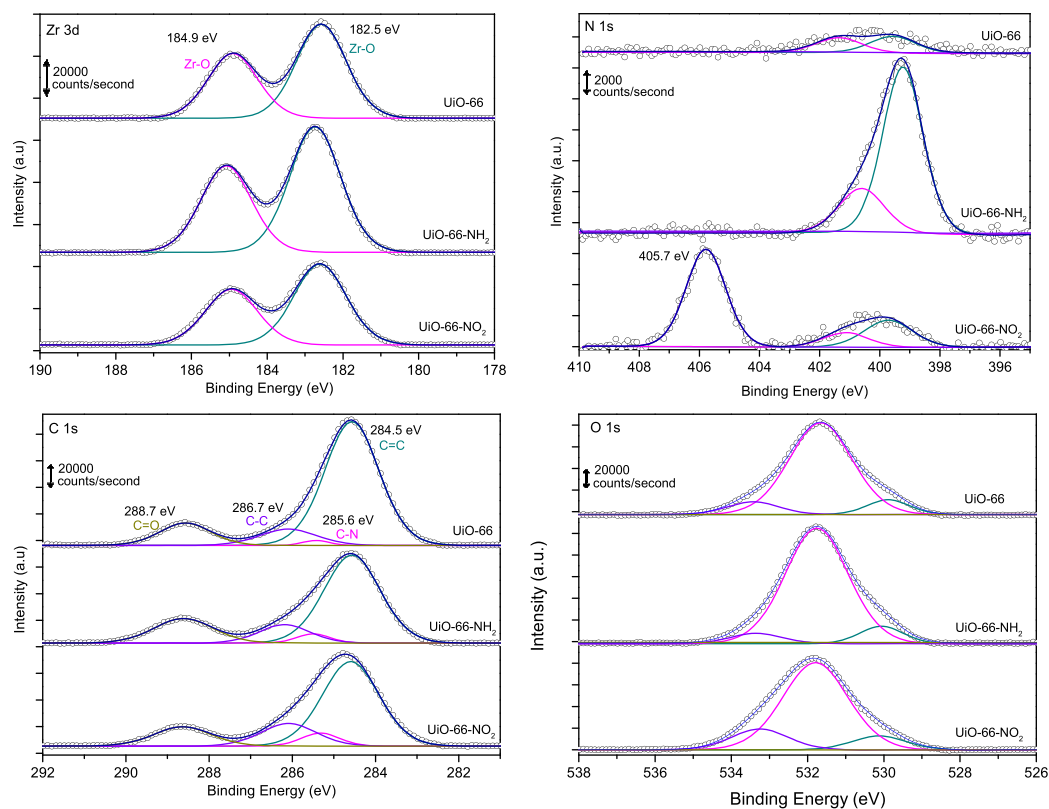 Zr 3d
184.9 eV
182.5 eV
Zr-O
Zr-O
20000
counts/second
UiO-66
UiO-66-NH2
UiO-66-NO2
Intensity (a.u)
190 188 186 184 182 180 178
Binding Energy (eV)
N 1s
UiO-66
2000
counts/second
UiO-66-NH2
405.7 eV
UiO-66-NO2
Intensity (a.u.)
410 408 406 404 402 400 398 396
Binding Energy (eV)
C 1s
284.5 eV
C=C
20000
counts/second
288.7 eV
C=O
286.7 eV
C-C
285.6 eV
C-N
UiO-66
UiO-66-NH2
UiO-66-NO2
Intensity (a.u.)
292 290 288 286 284 282
Binding Energy (eV)
O 1s
20000
counts/second
UiO-66
UiO-66-NH2
UiO-66-NO2
Intensity (a.u.)
538 536 534 532 530 528 526
Binding Energy (eV)